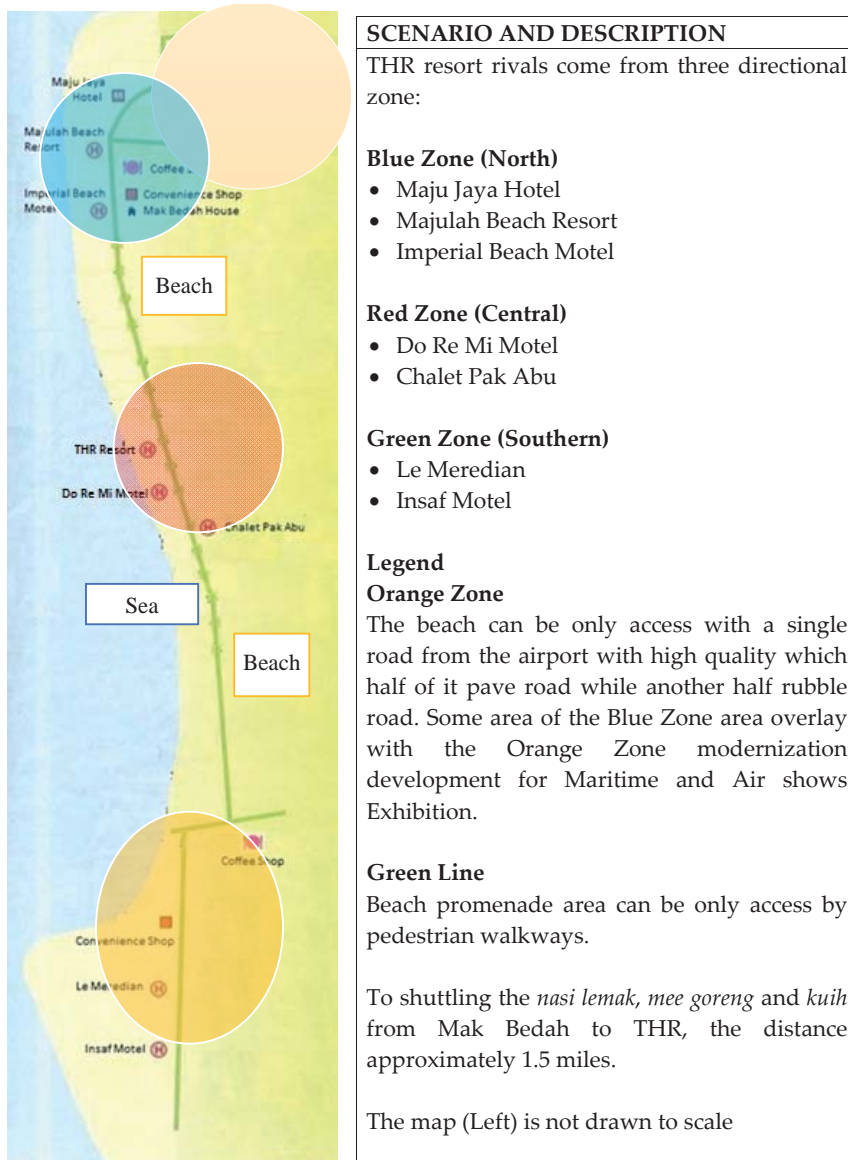 Maju Jaya
Hotel
Majulah Beach
Resort
Coffee
Imperial Beach
Motel
Convenience Shop
Mak Bedah House
Beach
THR Resort
Do Re Mi Motel
Chalet Pak Abu
Sea
Beach
Coffee Shop
Convenience Shop
Le Meredian
Insaf Motel
SCENARIO AND DESCRIPTION
THR resort rivals come from three directional
zone:
Blue Zone (North)
• Maju Jaya Hotel
• Majulah Beach Resort
• Imperial Beach Motel
Red Zone (Central)
• Do Re Mi Motel
• Chalet Pak Abu
Green Zone (Southern)
• Le Meredian
• Insaf Motel
Legend
Orange Zone
The beach can be only access with a single
road from the airport with high quality which
half of it pave road while another half rubble
road. Some area of the Blue Zone area overlay
with the Orange Zone modernization
development for Maritime and Air shows
Exhibition.
Green Line
Beach promenade area can be only access by
pedestrian walkways.
To shuttling the nasi lemak, mee goreng and kuih
from Mak Bedah to THR, the distance
approximately 1.5 miles.
The map (Left) is not drawn to scale